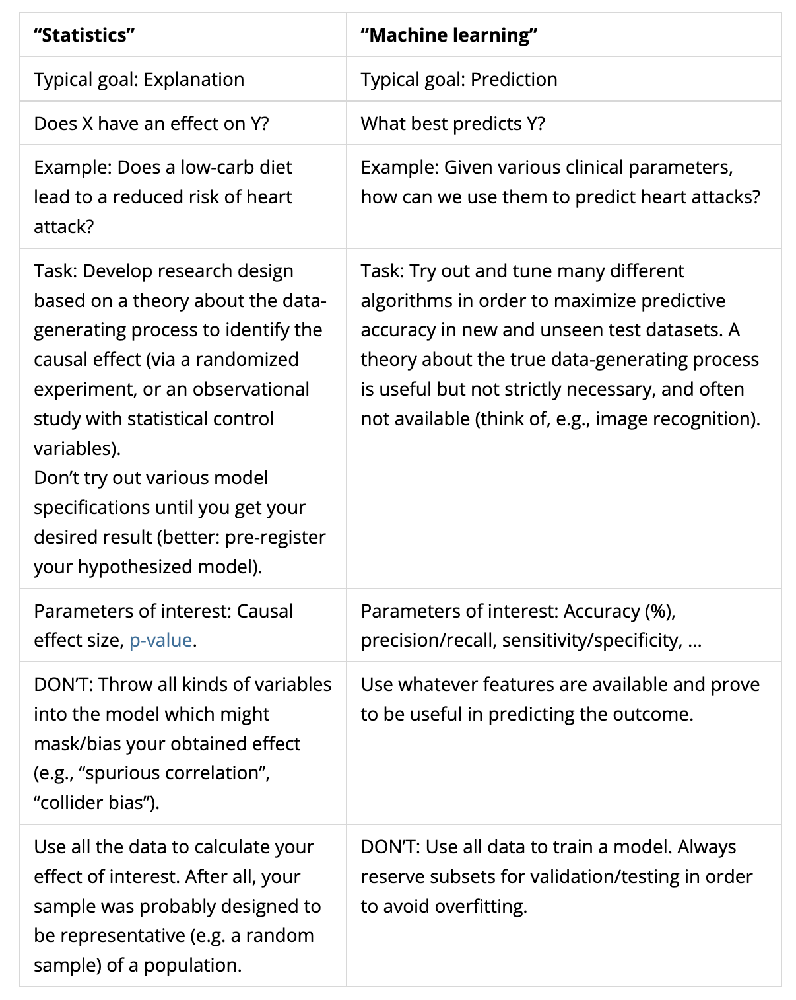 “Statistics”
“Machine learning”
Typical goal: Explanation
Typical goal: Prediction
Does X have an effect on Y?
What best predicts Y?
Example: Does a low-carb diet
lead to a reduced risk of heart
attack?
Example: Given various clinical parameters,
how can we use them to predict heart attacks?
Task: Develop research design
based on a theory about the data-
generating process to identify the
causal effect (via a randomized
experiment, or an observational
study with statistical control
variables).
Don’t try out various model
specifications until you get your
desired result (better: pre-register
your hypothesized model).
Task: Try out and tune many different
algorithms in order to maximize predictive
accuracy in new and unseen test datasets. A
theory about the true data-generating process
is useful but not strictly necessary, and often
not available (think of, e.g., image recognition).
Parameters of interest: Causal
effect size, p-value.
Parameters of interest: Accuracy (%),
precision/recall, sensitivity/specificity, ...
DON’T: Throw all kinds of variables
into the model which might
mask/bias your obtained effect
(e.g., “spurious correlation”,
“collider bias”).
Use whatever features are available and prove
to be useful in predicting the outcome.
Use all the data to calculate your
effect of interest. After all, your
sample was probably designed to
be representative (e.g. a random
sample) of a population.
DON’T: Use all data to train a model. Always
reserve subsets for validation/testing in order
to avoid overfitting.